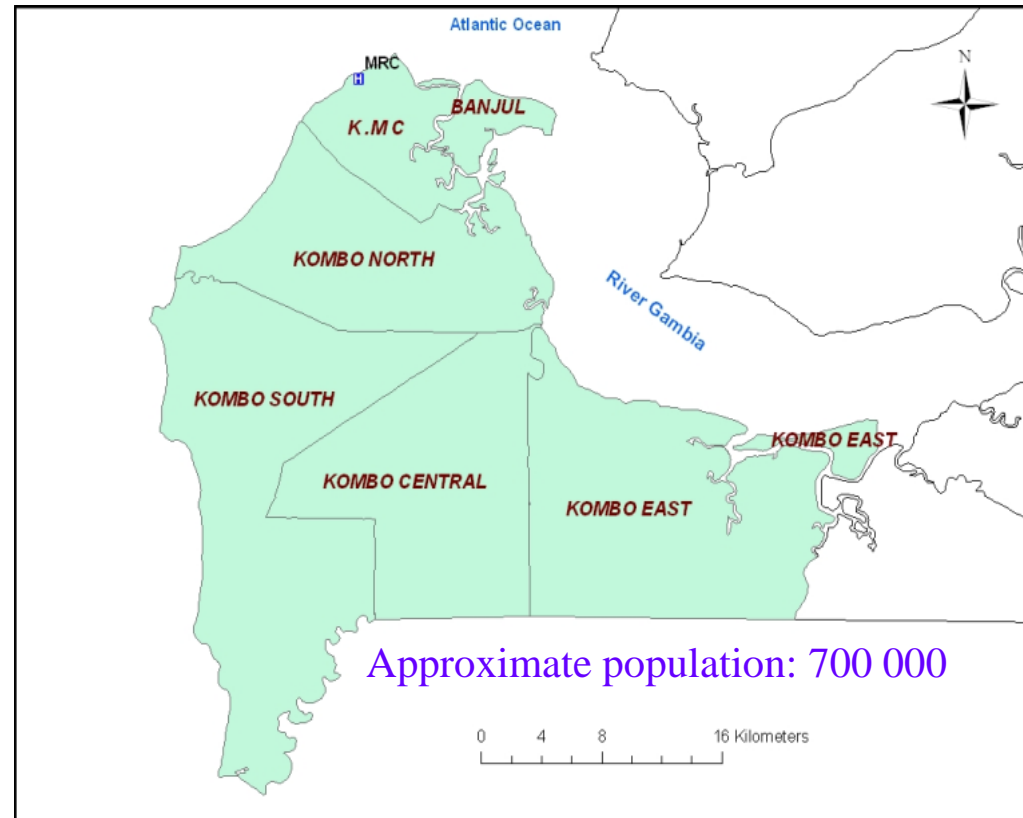 Atlantic Ocean
MRC
H
N
BANJUL
K.M C
KOMBO NORTH
River Gambia
KOMBO SOUTH
KOMBO EAST
KOMBO CENTRAL
KOMBO EAST
Approximate population: 700 000
0 4 8 16 Kilometers